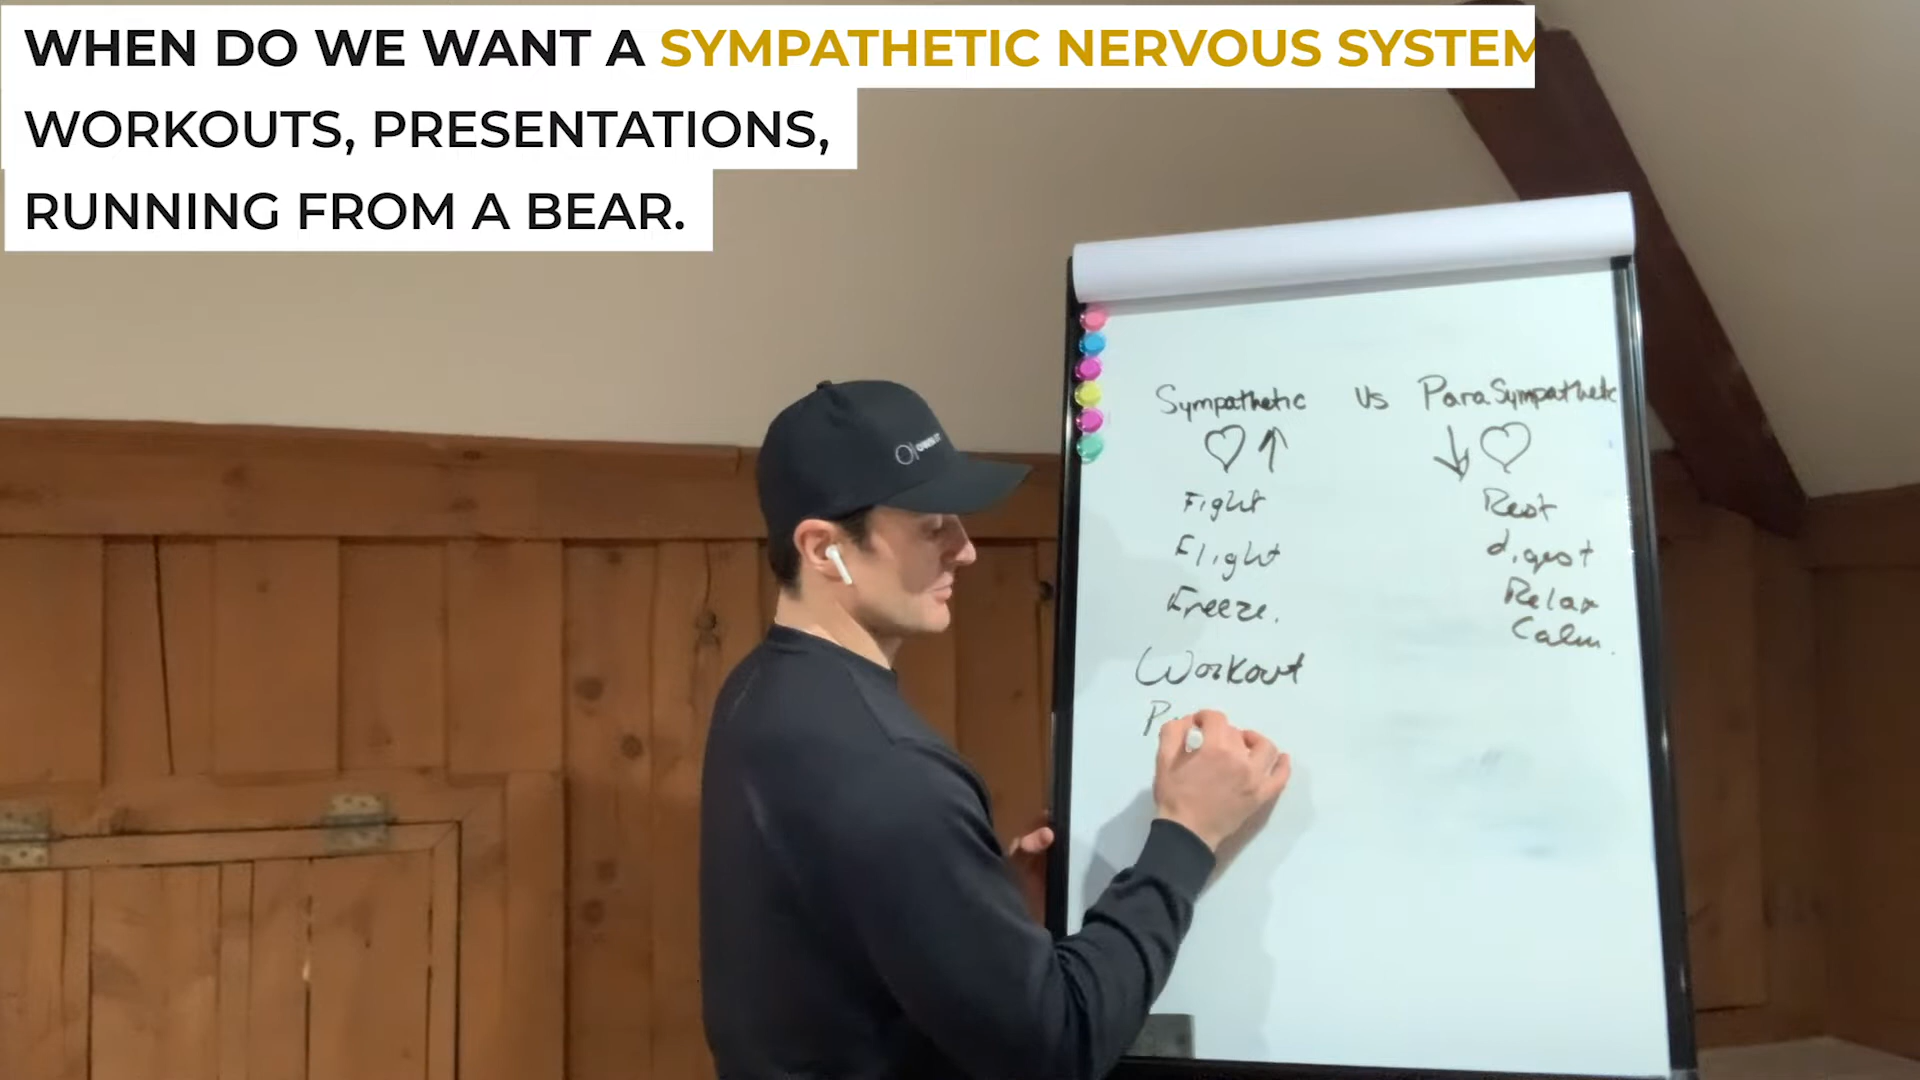 WHEN DO WE WANT A SYMPATHETIC NERVOUS SYSTEM
WORKOUTS, PRESENTATIONS,
RUNNING FROM A BEAR.
Sympathetic Vs ParaSympathetic
Fight
Flight
Freeze.
Workout
P
Rest
digest
Relax
Calm.